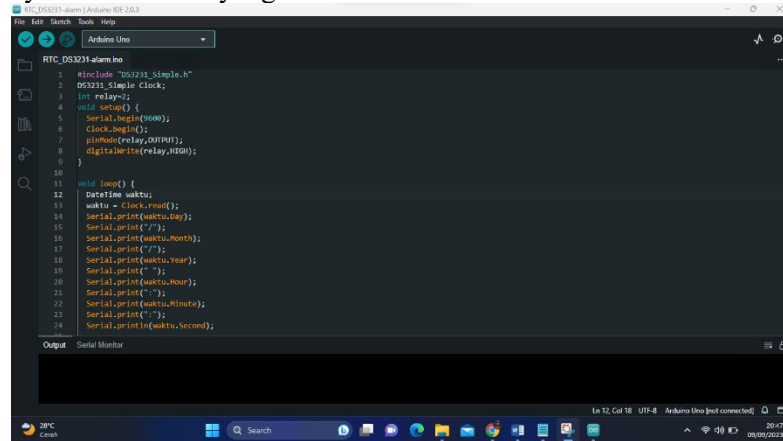 RTC_DS3231-alarm | Arduino IDE 2.0.3
File Edit Sketch Tools Help
Arduino Uno
RTC_DS3231-alarm.ino
1 #include "DS3231_Simple.h"
2 DS3231_Simple Clock;
3 int relay=2;
4 void setup() {
5 Serial.begin(9600);
6 Clock.begin();
7 pinMode(relay,OUTPUT);
8 digitalWrite(relay,HIGH);
9 }
10
11 void loop() {
12 DateTime waktu;
13 waktu = Clock.read();
14 Serial.print(waktu.Day);
15 Serial.print("/");
16 Serial.print(waktu.Month);
17 Serial.print("/");
18 Serial.print(waktu.Year);
19 Serial.print(" ");
20 Serial.print(waktu.Hour);
21 Serial.print(":");
22 Serial.print(waktu.Minute);
23 Serial.print(":");
24 Serial.println(waktu.Second);
Output Serial Monitor
Ln 12, Col 18 UTF-8 Arduino Uno [not connected]
28°C
Cerah
Search